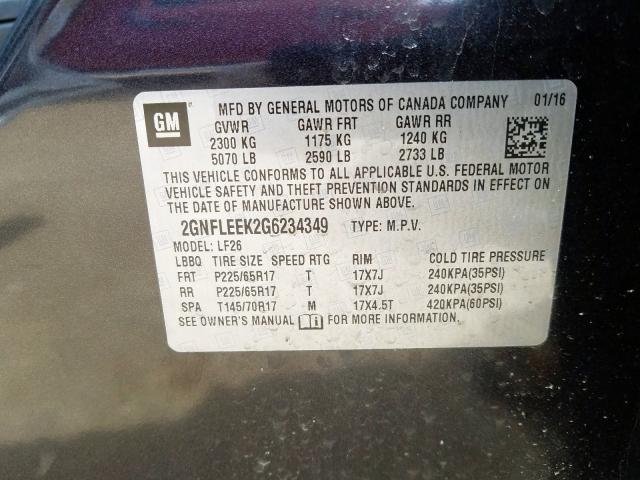 GM
MFD BY GENERAL MOTORS OF CANADA COMPANY 01/16
GVWR GAWR FRT GAWR RR
2300 KG 1175 KG 1240 KG
5070 LB 2590 LB 2733 LB
THIS VEHICLE CONFORMS TO ALL APPLICABLE U.S. FEDERAL MOTOR
VEHICLE SAFETY AND THEFT PREVENTION STANDARDS IN EFFECT ON
THE DATE OF MANUFACTURE SHOWN ABOVE.
2GNFLEEK2G6234349 TYPE: M.P.V.
MODEL: LF26
LBBQ TIRE SIZE SPEED RTG RIM COLD TIRE PRESSURE
FRT P225/65R17 T 17X7J 240KPA(35PSI)
RR P225/65R17 T 17X7J 240KPA(35PSI)
SPA T145/70R17 M 17X4.5T 420KPA(60PSI)
SEE OWNER'S MANUAL FOR MORE INFORMATION.